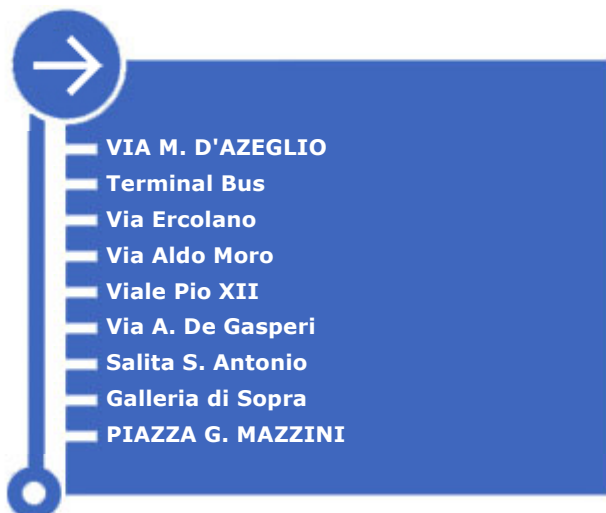 VIA M. D'AZEGLIO
Terminal Bus
Via Ercolano
Via Aldo Moro
Viale Pio XII
Via A. De Gasperi
Salita S. Antonio
Galleria di Sopra
PIAZZA G. MAZZINI